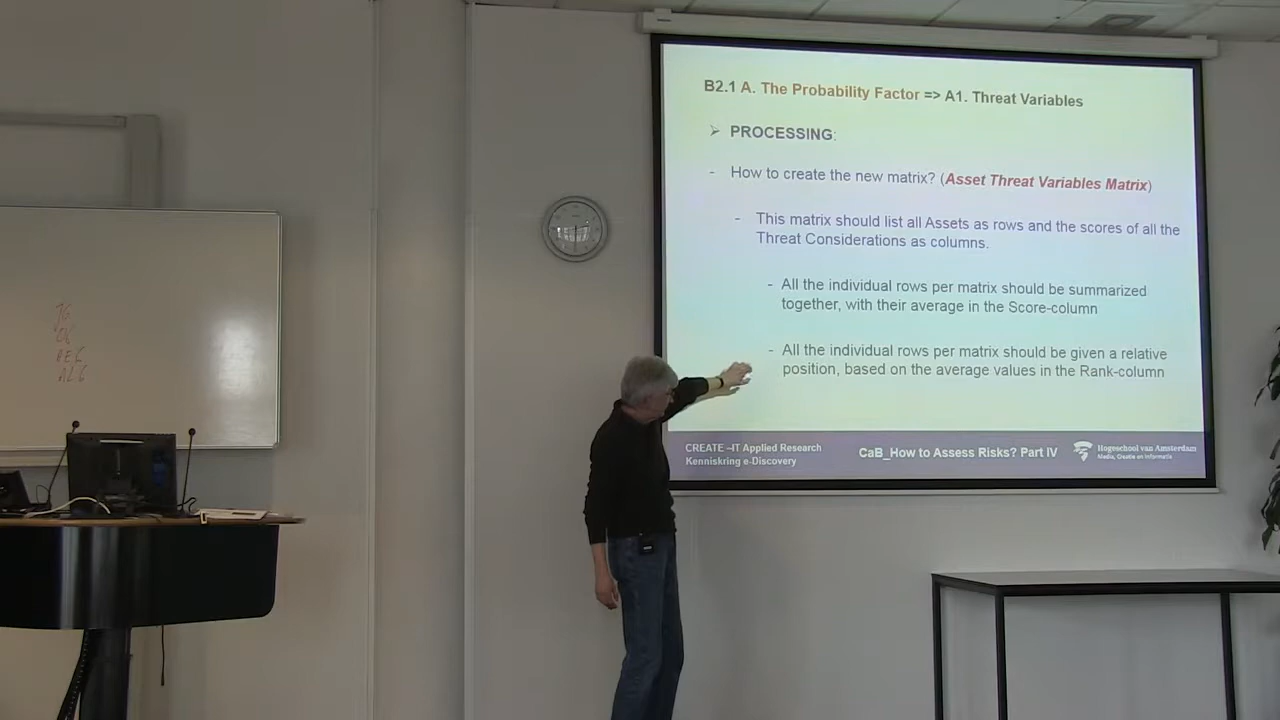 B2.1 A. The Probability Factor => A1. Threat Variables
➢ PROCESSING:
- How to create the new matrix? (Asset Threat Variables Matrix)
- This matrix should list all Assets as rows and the scores of all the
Threat Considerations as columns.
- All the individual rows per matrix should be summarized
together, with their average in the Score-column
- All the individual rows per matrix should be given a relative
position, based on the average values in the Rank-column
CREATE –IT Applied Research
Kenniskring e-Discovery
CaB_How to Assess Risks? Part IV
Hogeschool van Amsterdam
Media, Creatie en Informatie